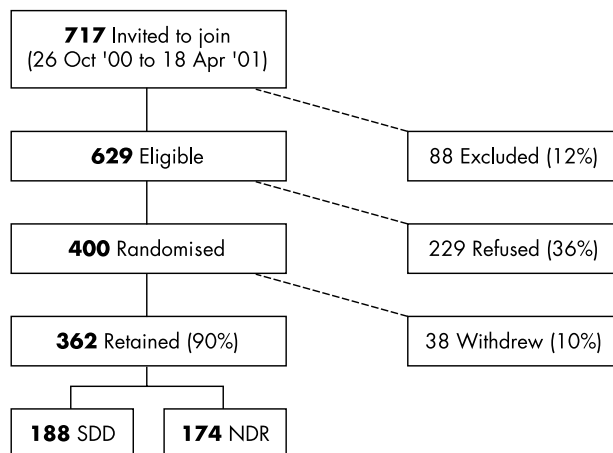 717 Invited to join
(26 Oct '00 to 18 Apr '01)
629 Eligible
88 Excluded (12%)
400 Randomised
229 Refused (36%)
362 Retained (90%)
38 Withdrew (10%)
188 SDD
174 NDR